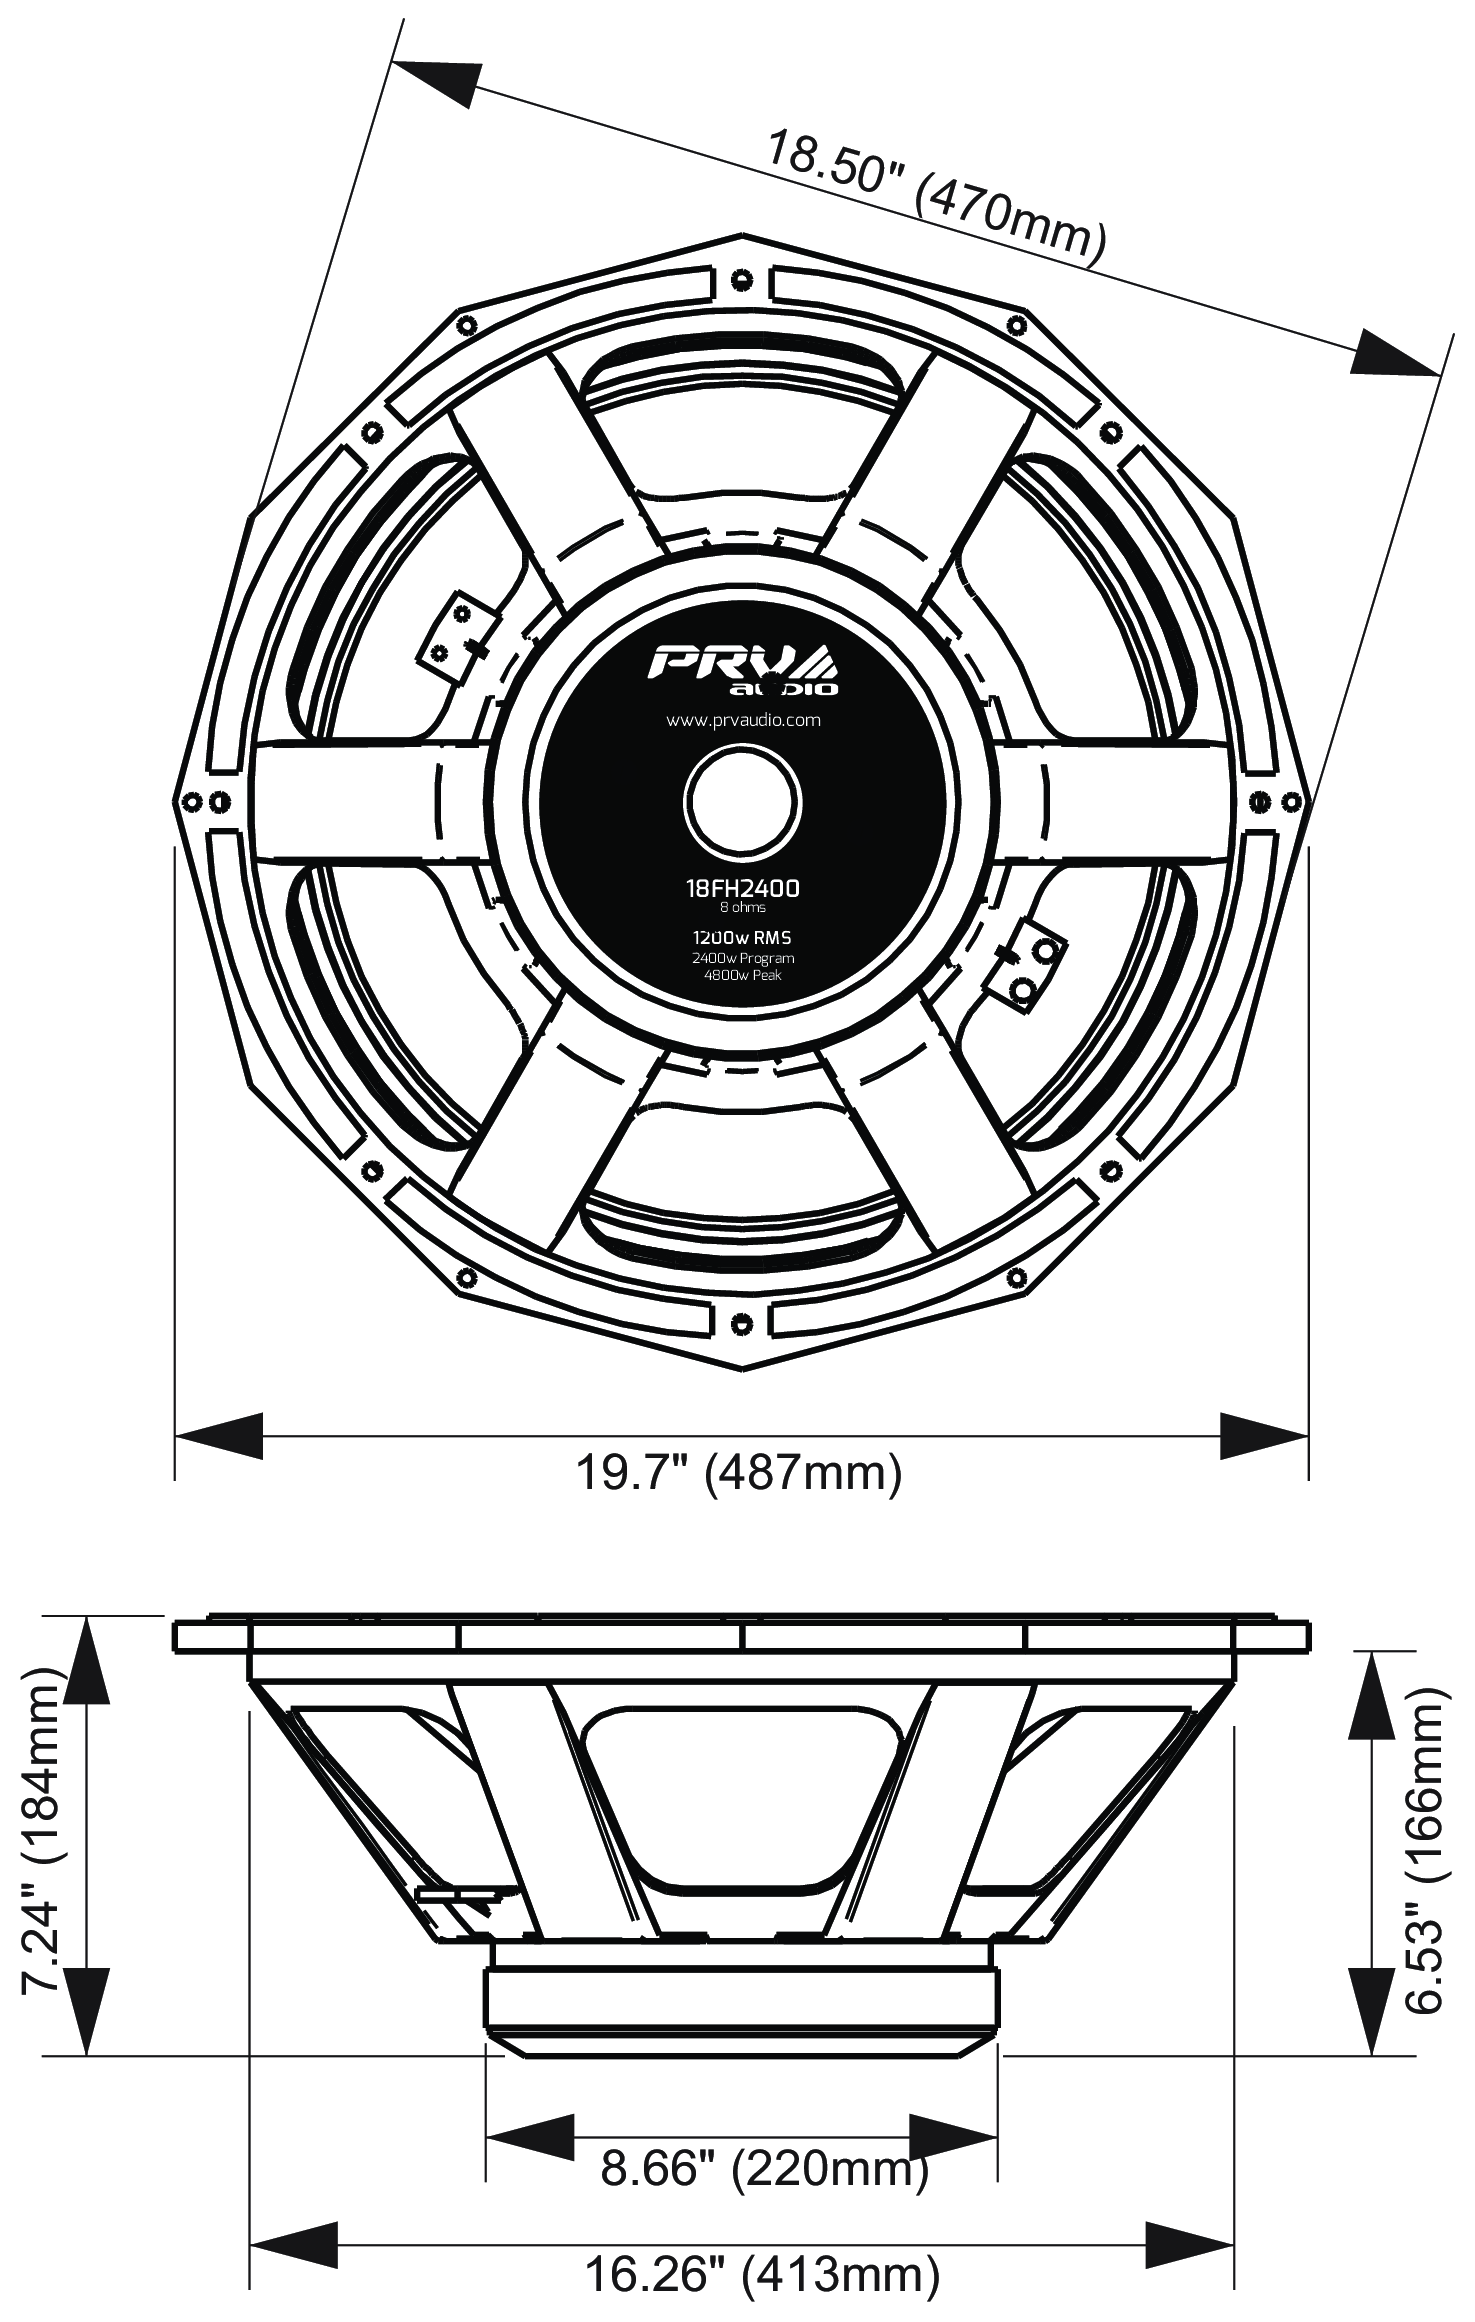 18.50" (470mm)
PRV
audio
www.prvaudio.com
18FH2400
8 ohms
1200w RMS
2400w Program
4800w Peak
19.7" (487mm)
7.24" (184mm)
6.53" (166mm)
8.66" (220mm)
16.26" (413mm)